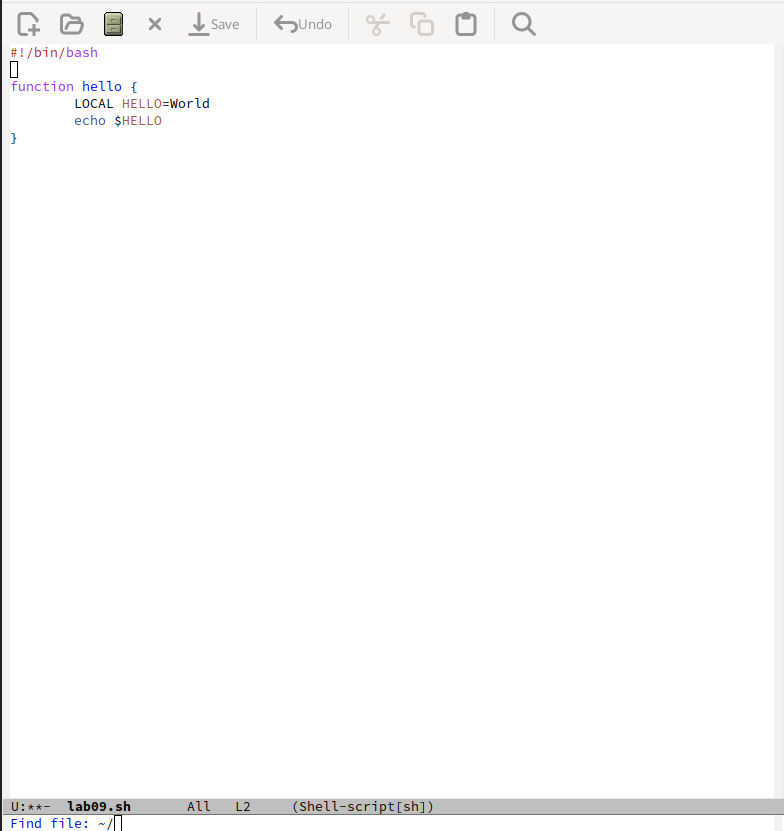 Save Undo
#!/bin/bash
function hello {
        LOCAL HELLO=World
        echo $HELLO
}
U:**-  lab09.sh       All   L2     (Shell-script[sh])
Find file: ~/